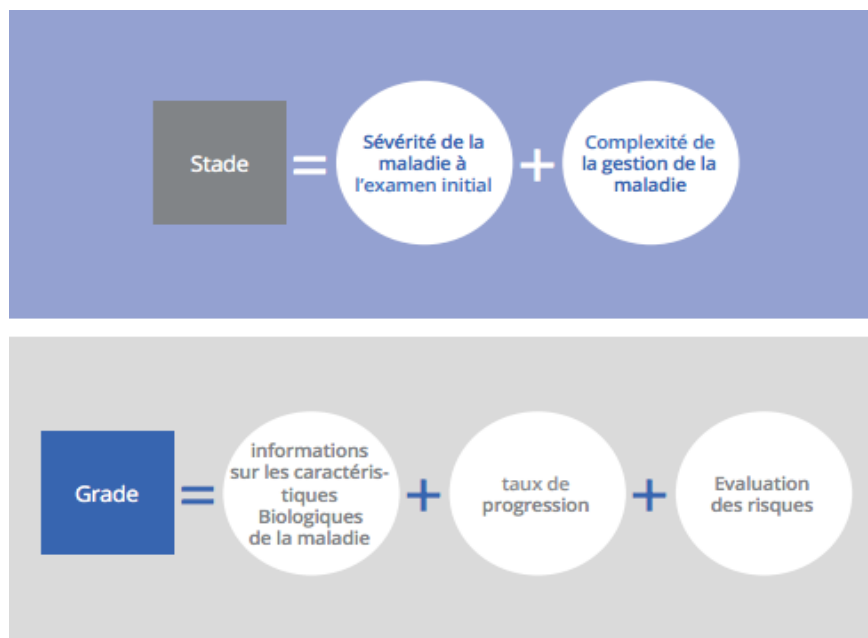 Stade
=
Sévérité de la
maladie à
l'examen initial
+
Complexité de
la gestion de la
maladie
Grade
=
informations
sur les caractéris-
tiques
Biologiques
de la maladie
+
taux de
progression
+
Evaluation
des risques